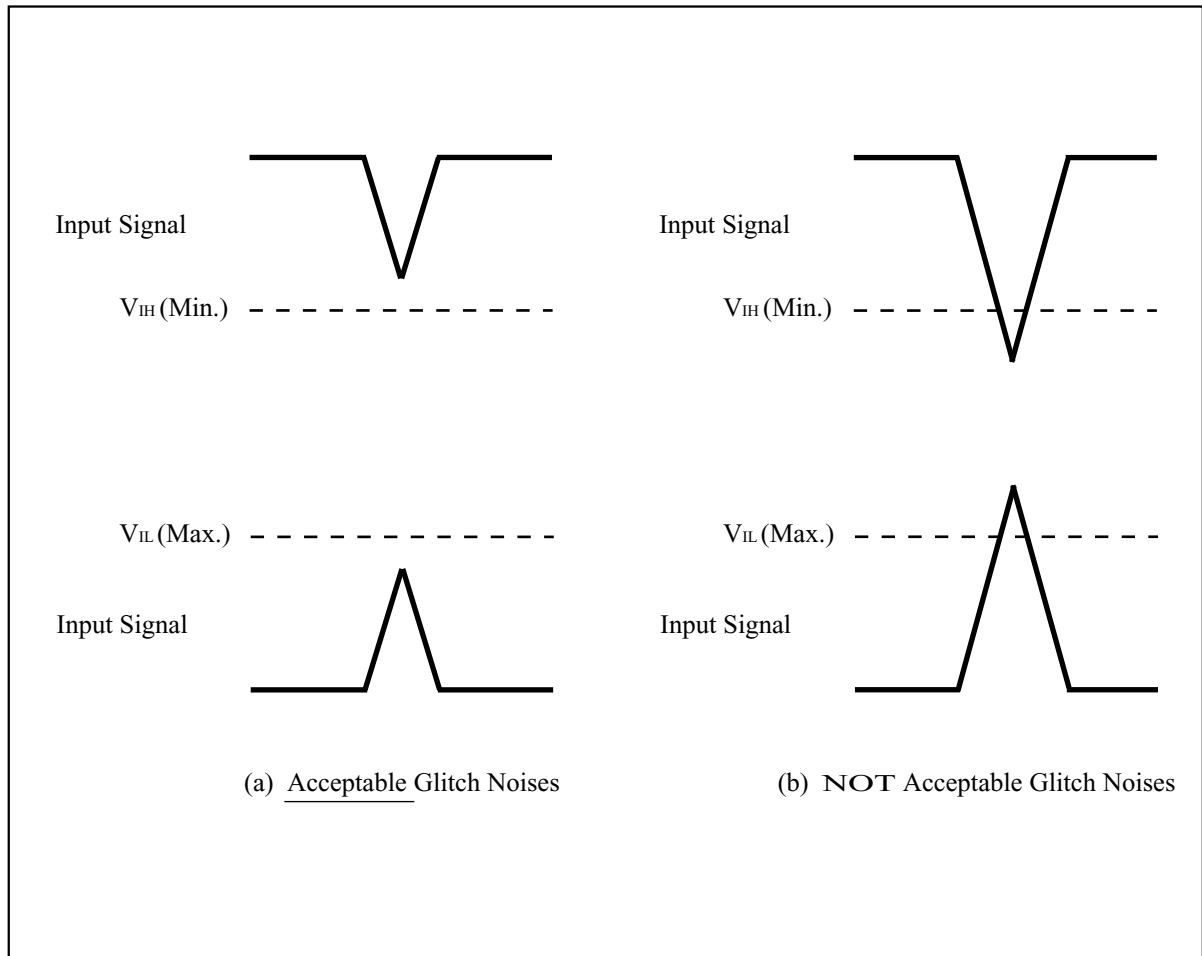 Input Signal
VIH (Min.)
VIL (Max.)
Input Signal
(a) Acceptable Glitch Noises
Input Signal
VIH (Min.)
VIL (Max.)
Input Signal
(b) NOT Acceptable Glitch Noises